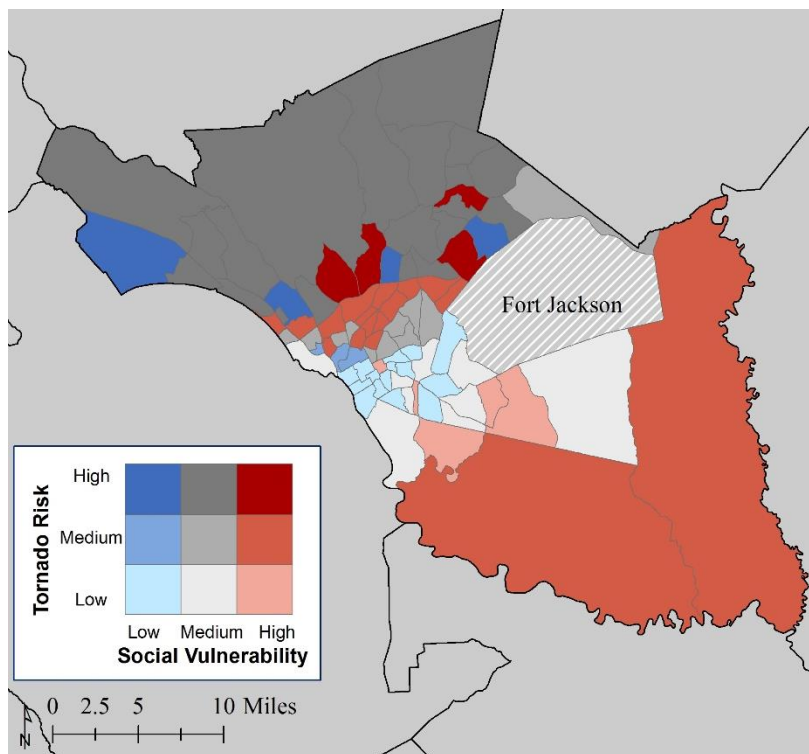 Fort Jackson
Tornado Risk
High
Medium
Low
Low Medium High
Social Vulnerability
0 2.5 5 10 Miles
N